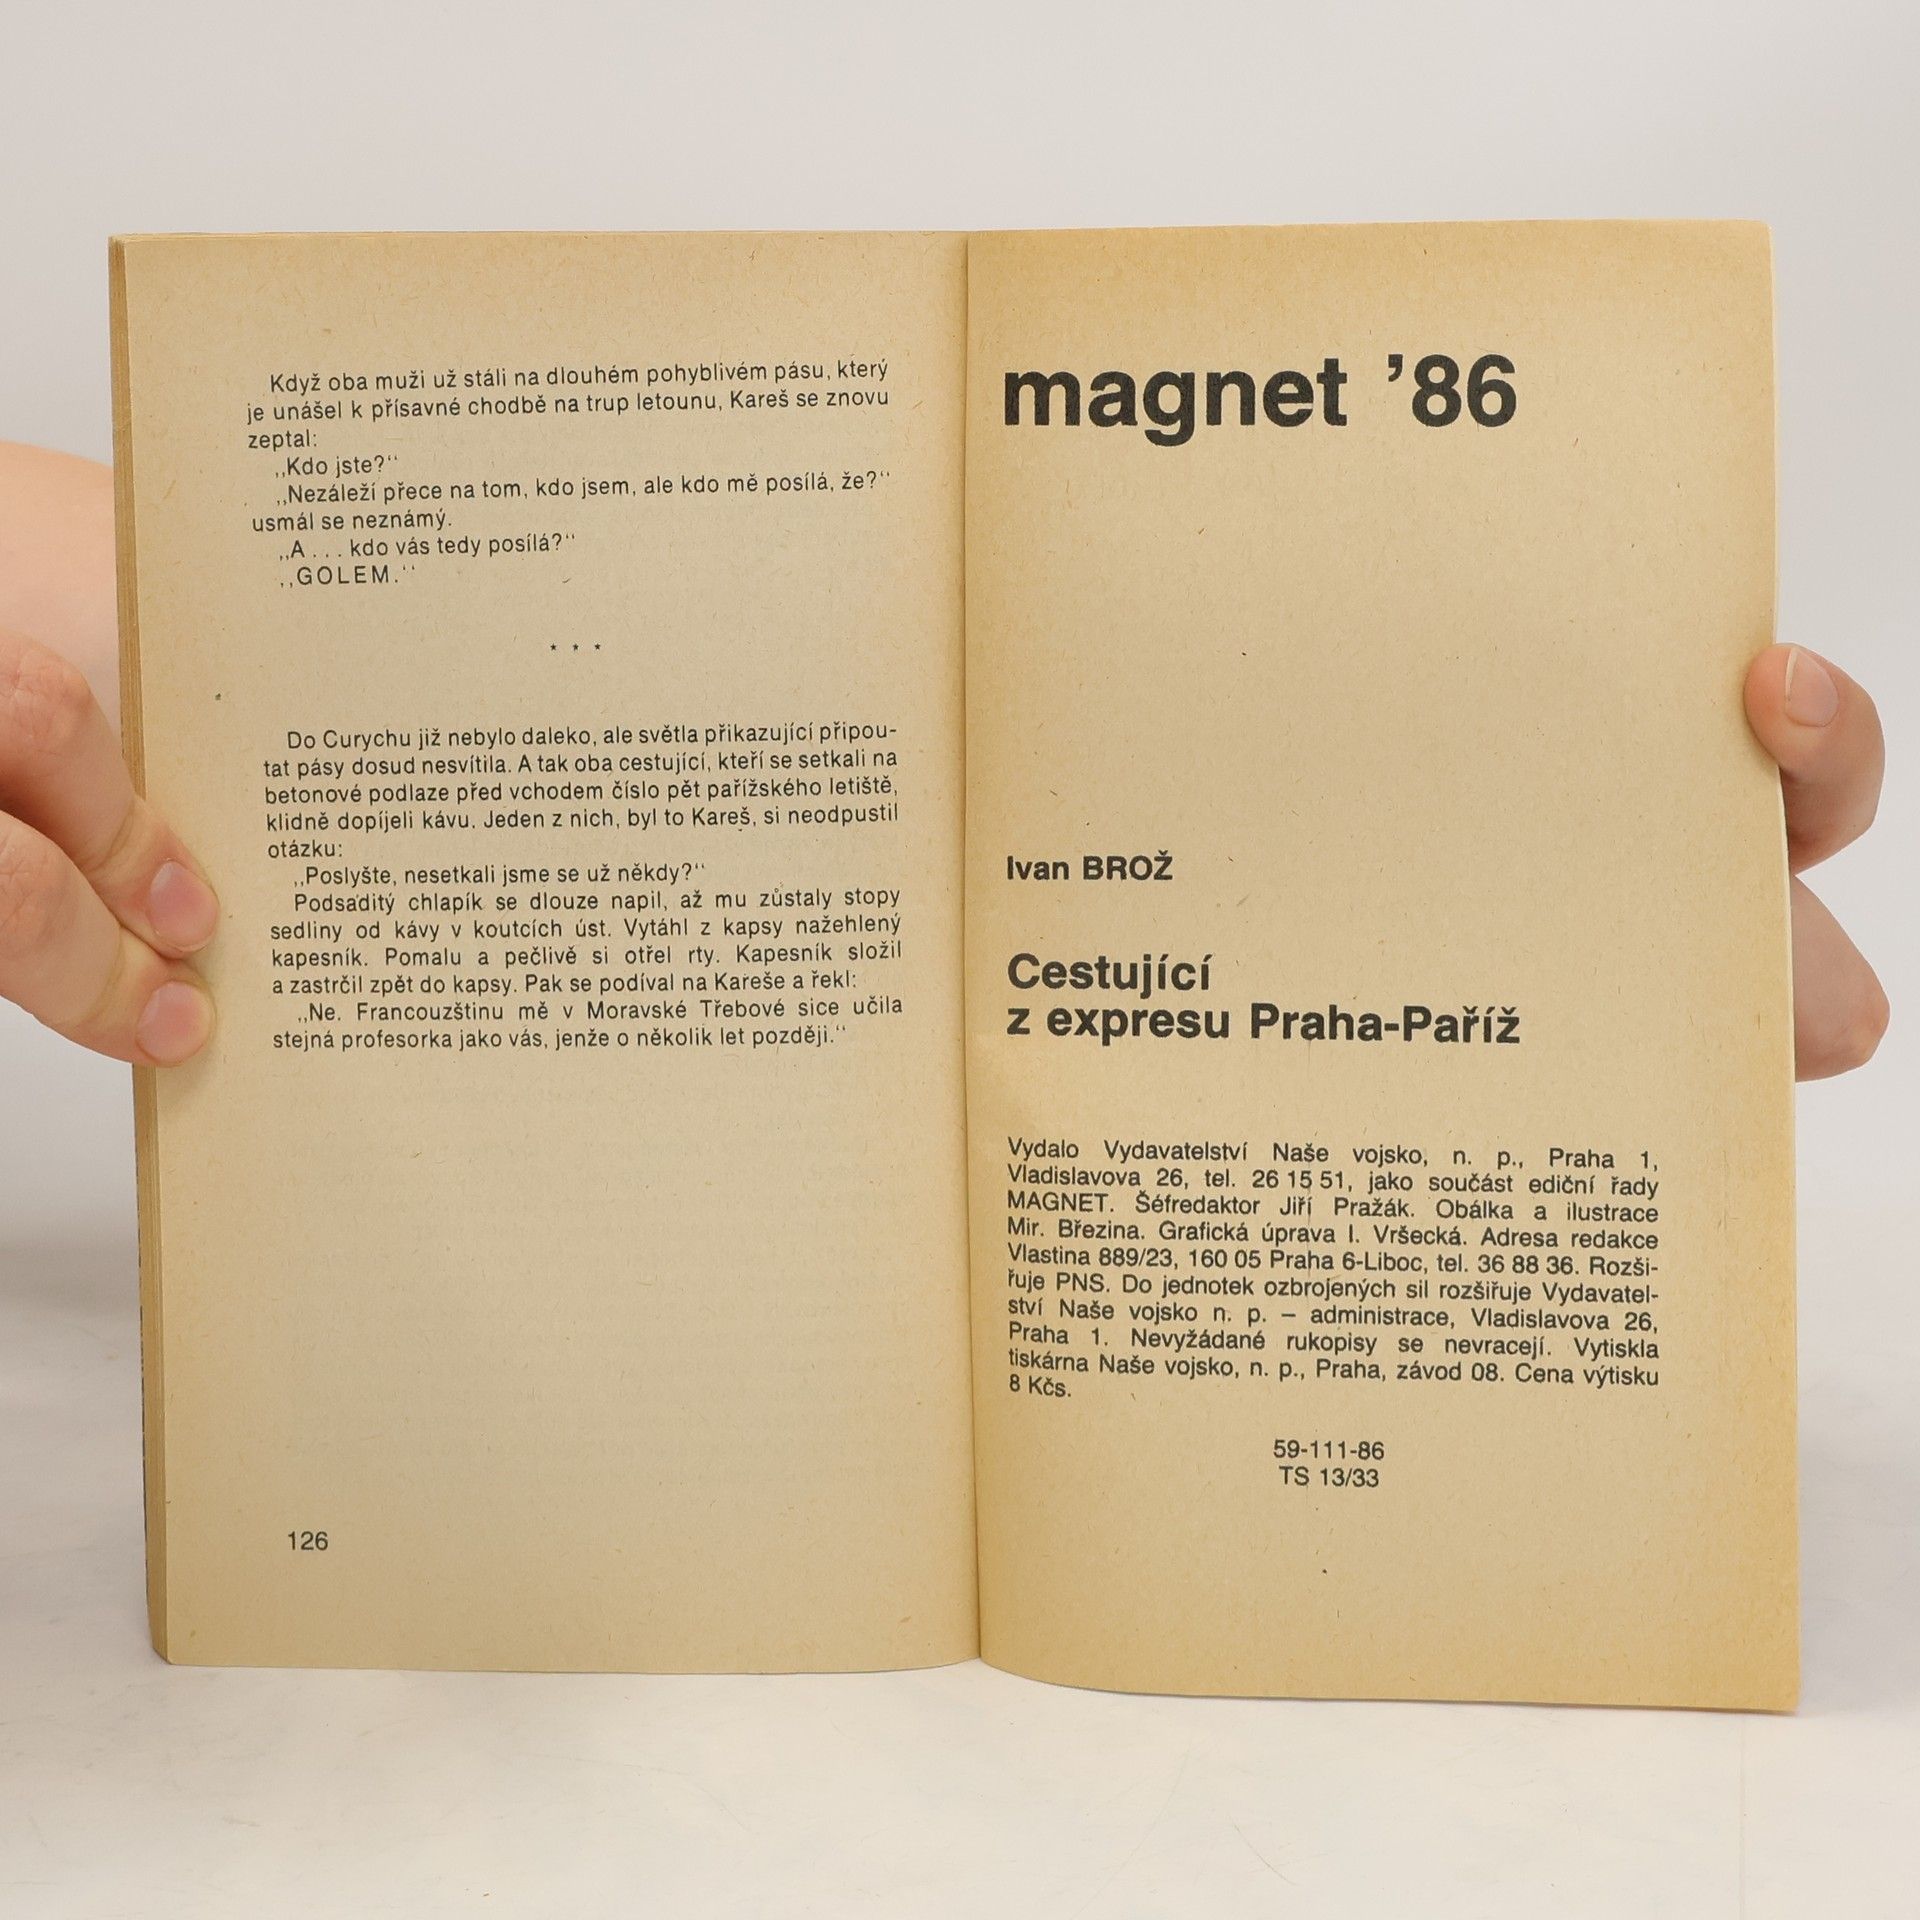 Když oba muži už stáli na dlouhém pohyblivém pásu, který
je unášel k přísavné chodbě na trup letounu, Kareš se znovu
zeptal:
„Kdo jste?“
„Nezáleží přece na tom, kdo jsem, ale kdo mě posílá, že?“
usmál se neznámý.
„A . . . kdo vás tedy posílá?“
„GOLEM.“
* * *
Do Curychu již nebylo daleko, ale světla přikazující připou-
tat pásy dosud nesvítila. A tak oba cestující, kteří se setkali na
betonové podlaze před vchodem číslo pět pařížského letiště,
klidně dopíjeli kávu. Jeden z nich, byl to Kareš, si neodpustil
otázku:
„Poslyšte, nesetkali jsme se už někdy?“
Podsaditý chlapík se dlouze napil, až mu zůstaly stopy
sedliny od kávy v koutcích úst. Vytáhl z kapsy nažehlený
kapesník. Pomalu a pečlivě si otřel rty. Kapesník složil
a zastrčil zpět do kapsy. Pak se podíval na Kareše a řekl:
„Ne. Francouzštinu mě v Moravské Třebové sice učila
stejná profesorka jako vás, jenže o několik let později.“
126
magnet ’86
Ivan BROŽ
Cestující
z expresu Praha-Paříž
Vydalo Vydavatelství Naše vojsko, n. p., Praha 1,
Vladislavova 26, tel. 26 15 51, jako součást ediční řady
MAGNET. Šéfredaktor Jiří Pražák. Obálka a ilustrace
Mir. Březina. Grafická úprava I. Vršecká. Adresa redakce
Vlastina 889/23, 160 05 Praha 6-Liboc, tel. 36 88 36. Rozši-
řuje PNS. Do jednotek ozbrojených sil rozšiřuje Vydavatel-
ství Naše vojsko n. p. – administrace, Vladislavova 26,
Praha 1. Nevyžádané rukopisy se nevracejí. Vytiskla
tiskárna Naše vojsko, n. p., Praha, závod 08. Cena výtisku
8 Kčs.
59-111-86
TS 13/33